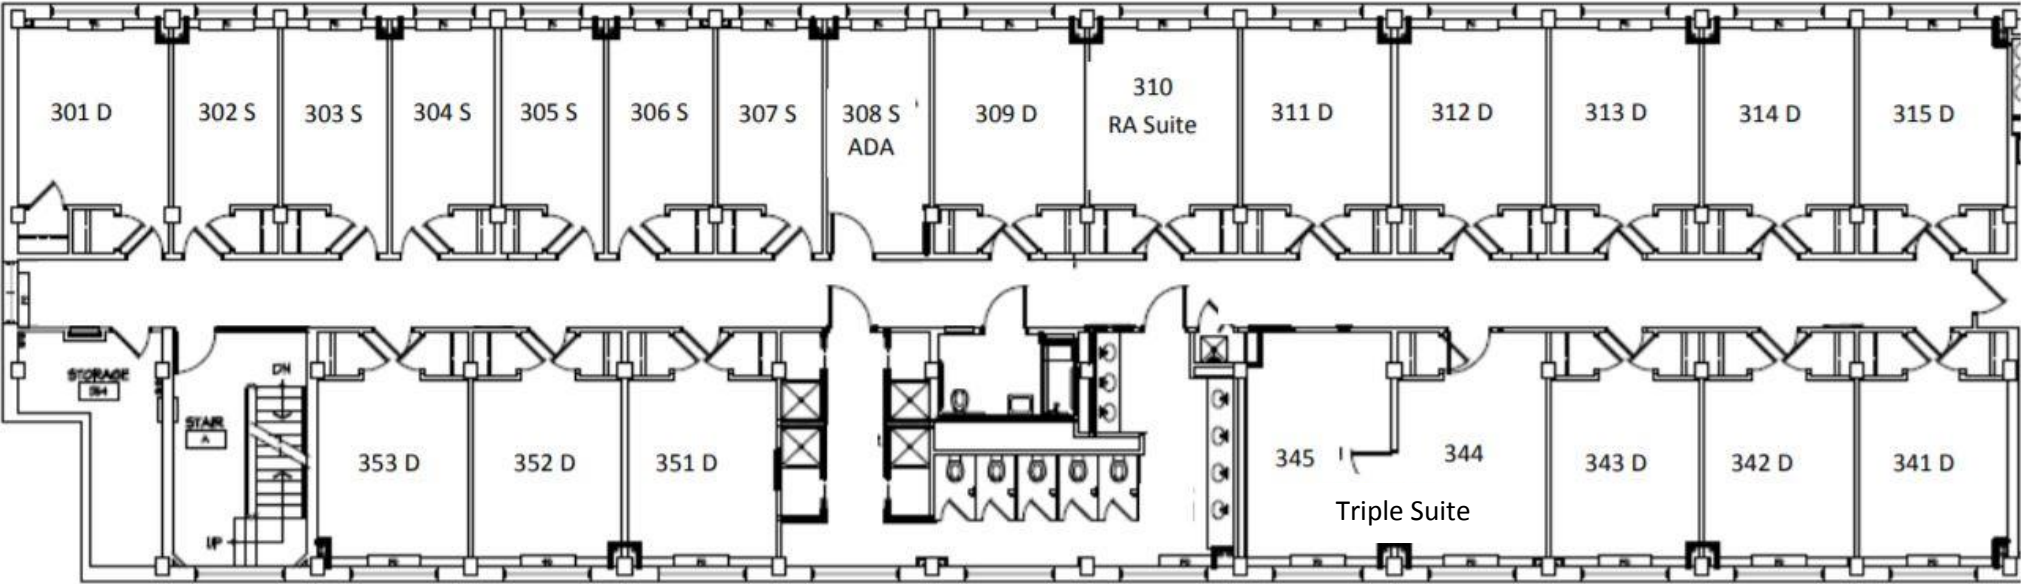 301 D
302 S
303 S
304 S
305 S
306 S
307 S
308 S
ADA
309 D
310
RA Suite
311 D
312 D
313 D
314 D
315 D
STORAGE
STAIR
A
DN
UP
353 D
352 D
351 D
345
344
Triple Suite
343 D
342 D
341 D